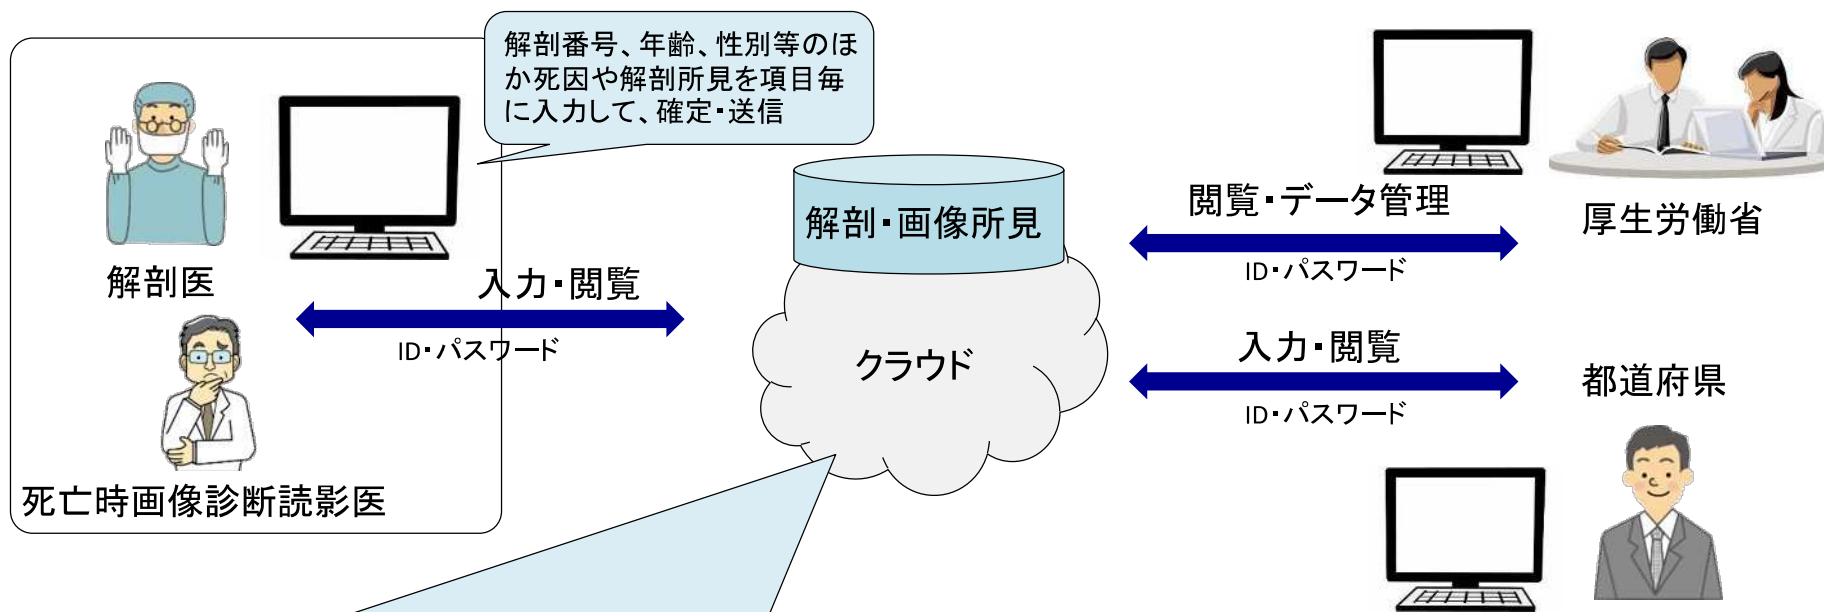 解剖番号、年齢、性別等のほ
か死因や解剖所見を項目毎
に入力して、確定・送信
解剖医
死亡時画像診断読影医
入力・閲覧
ID・パスワード
解剖・画像所見
クラウド
閲覧・データ管理
ID・パスワード
厚生労働省
入力・閲覧
ID・パスワード
都道府県